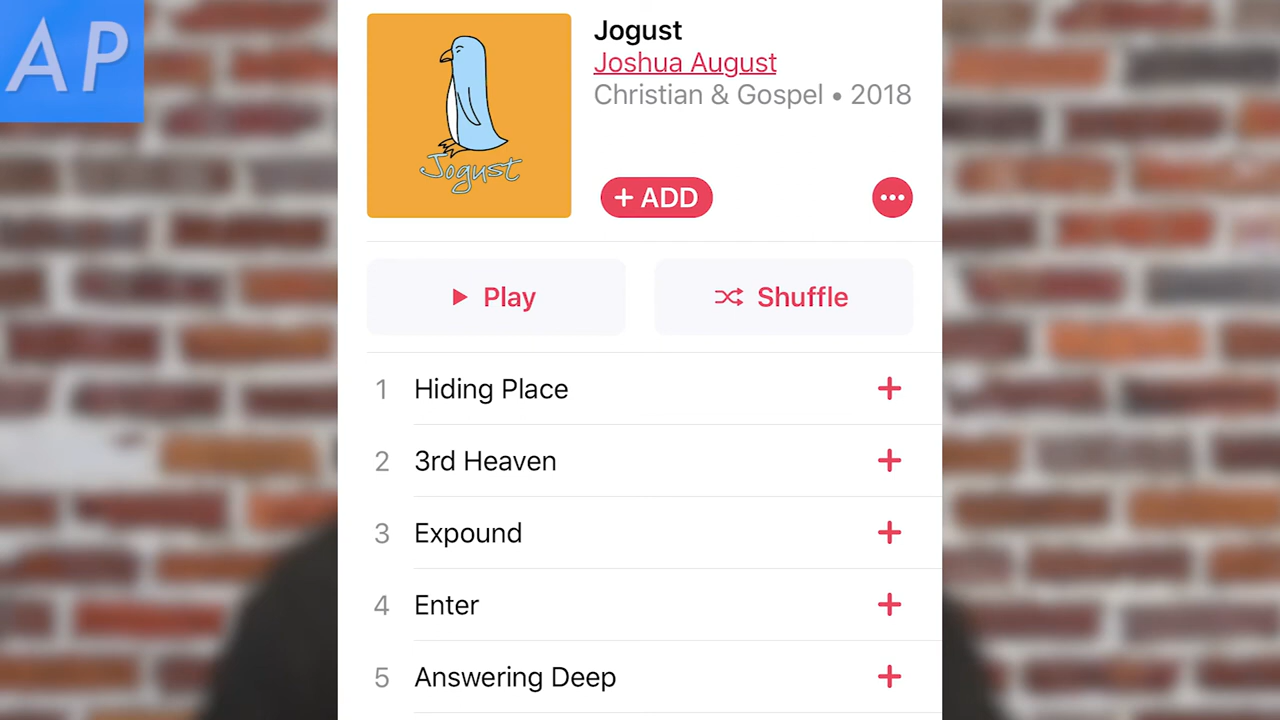 AP
Jogust
Joshua August
Christian & Gospel • 2018
Jogust
+ ADD
Play
Shuffle
1 Hiding Place
2 3rd Heaven
3 Expound
4 Enter
5 Answering Deep